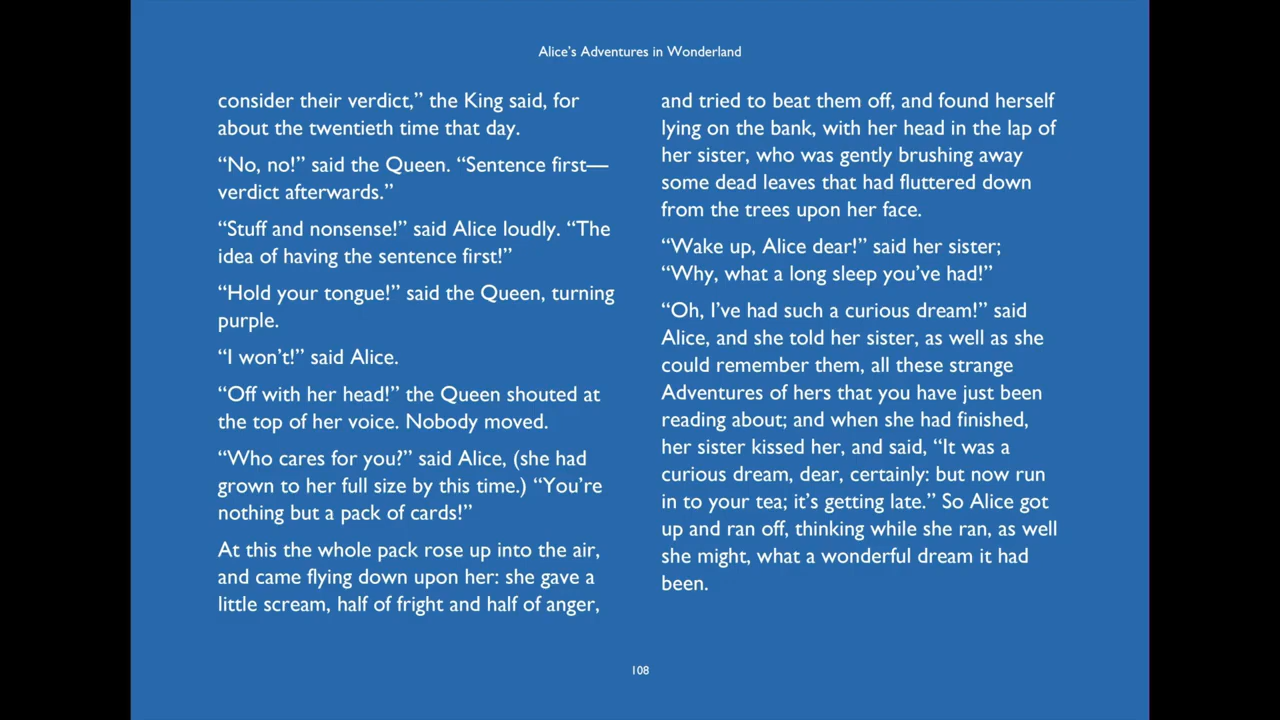 Alice’s Adventures in Wonderland
consider their verdict,” the King said, for
about the twentieth time that day.
“No, no!” said the Queen. “Sentence first—
verdict afterwards.”
“Stuff and nonsense!” said Alice loudly. “The
idea of having the sentence first!”
“Hold your tongue!” said the Queen, turning
purple.
“I won’t!” said Alice.
“Off with her head!” the Queen shouted at
the top of her voice. Nobody moved.
“Who cares for you?” said Alice, (she had
grown to her full size by this time.) “You’re
nothing but a pack of cards!”
At this the whole pack rose up into the air,
and came flying down upon her: she gave a
little scream, half of fright and half of anger,
and tried to beat them off, and found herself
lying on the bank, with her head in the lap of
her sister, who was gently brushing away
some dead leaves that had fluttered down
from the trees upon her face.
“Wake up, Alice dear!” said her sister;
“Why, what a long sleep you’ve had!”
“Oh, I’ve had such a curious dream!” said
Alice, and she told her sister, as well as she
could remember them, all these strange
Adventures of hers that you have just been
reading about; and when she had finished,
her sister kissed her, and said, “It was a
curious dream, dear, certainly: but now run
in to your tea; it’s getting late.” So Alice got
up and ran off, thinking while she ran, as well
she might, what a wonderful dream it had
been.
108